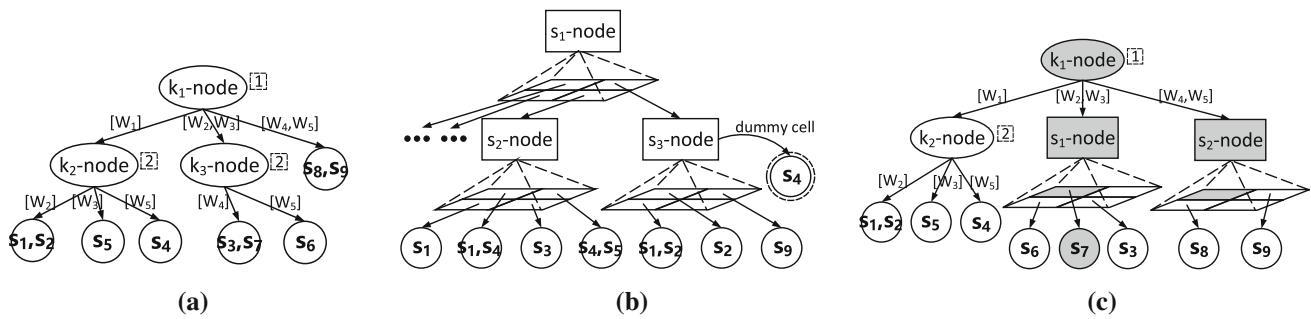 k₁-node 1
[W₁] [W₂,W₃] [W₄,W₅]
k₂-node 2 k₃-node 2 s₈,s₉
[W₂] [W₃] [W₅] [W₄] [W₅]
s₁,s₂ s₅ s₄ s₃,s₇ s₆
(a)
s₁-node
••• •••
s₂-node s₃-node dummy cell
s₄
s₁ s₁,s₄ s₃ s₄,s₅ s₁,s₂ s₂ s₉
(b)
k₁-node 1
[W₁] [W₂,W₃] [W₄,W₅]
k₂-node 2 s₁-node s₂-node
[W₂] [W₃] [W₅]
s₁,s₂ s₅ s₄
s₆ s₇ s₃ s₈ s₉
(c)